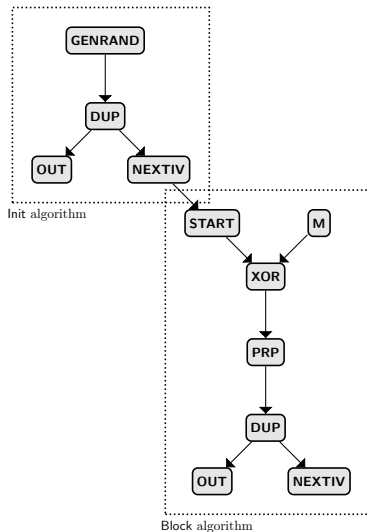 GENRAND
DUP
OUT NEXTIV
Init algorithm
START M
XOR
PRP
DUP
OUT NEXTIV
Block algorithm